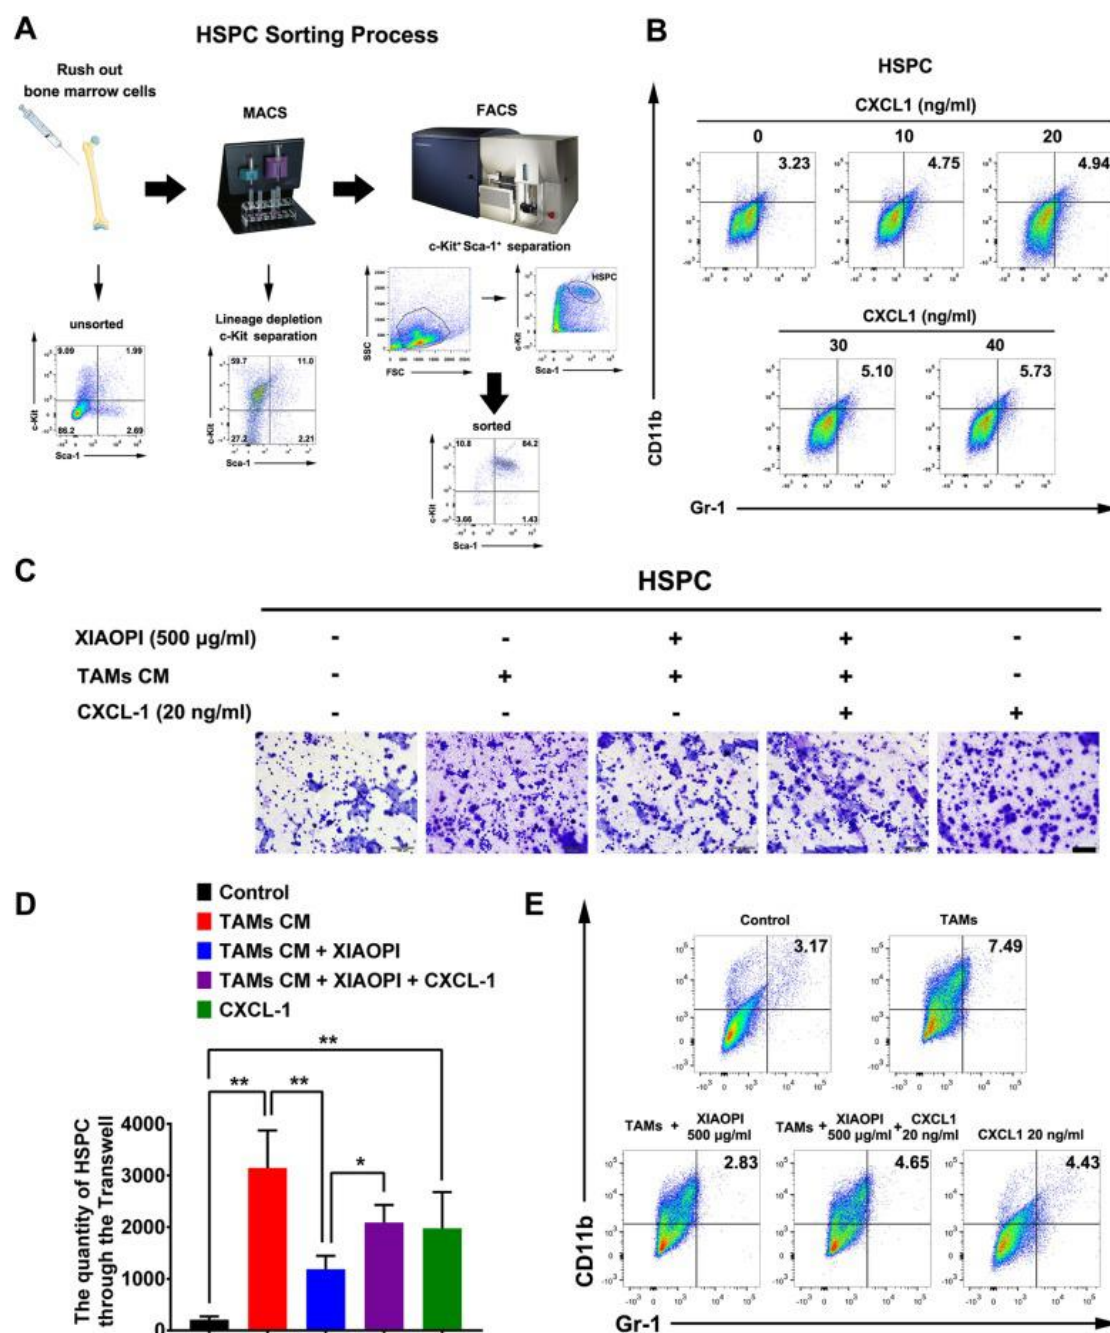 A
HSPC Sorting Process
Rush out
bone marrow cells
MACS
FACS
c-Kit⁺ Sca-1⁺ separation
unsorted
9.09 1.99
86.2 2.69
c-Kit
Sca-1
Lineage depletion
c-Kit separation
59.7 11.0
27.2 2.21
c-Kit
Sca-1
SSC
FSC
HSPC
c-Kit
Sca-1
sorted
10.8 84.2
3.66 1.43
c-Kit
Sca-1
B
HSPC
CXCL1 (ng/ml)
0 10 20
3.23 4.75 4.94
CXCL1 (ng/ml)
30 40
5.10 5.73
CD11b
Gr-1
C
HSPC
XIAOPI (500 µg/ml) - - + + -
TAMs CM - + + + -
CXCL-1 (20 ng/ml) - - - + +
D
Control
TAMs CM
TAMs CM + XIAOPI
TAMs CM + XIAOPI + CXCL-1
CXCL-1
**
** **
*
4000
3000
2000
1000
0
The quantity of HSPC
through the Transwell
E
Control TAMs
3.17 7.49
TAMs + XIAOPI 500 µg/ml
TAMs + XIAOPI 500 µg/ml + CXCL1 20 ng/ml
CXCL1 20 ng/ml
2.83 4.65 4.43
CD11b
Gr-1